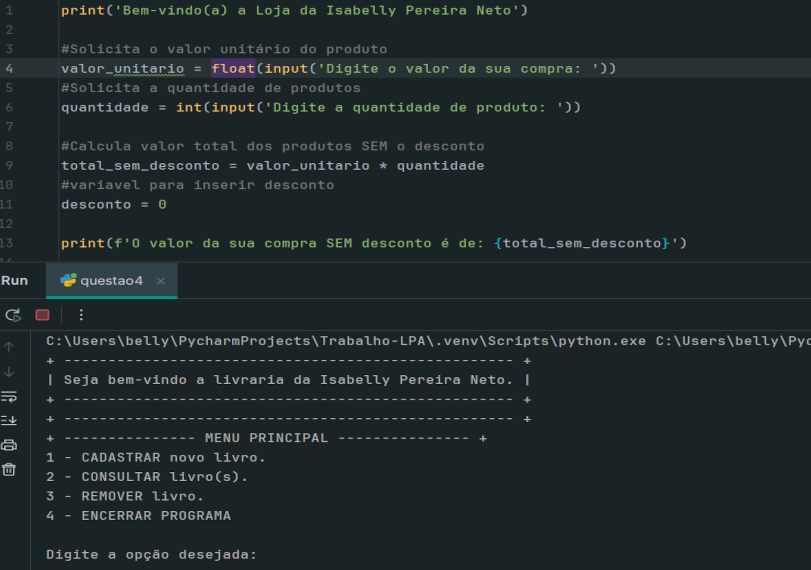 1 print('Bem-vindo(a) a Loja da Isabelly Pereira Neto')
2
3 #Solicita o valor unitário do produto
4 valor_unitario = float(input('Digite o valor da sua compra: '))
5 #Solicita a quantidade de produtos
6 quantidade = int(input('Digite a quantidade de produto: '))
7
8 #Calcula valor total dos produtos SEM o desconto
9 total_sem_desconto = valor_unitario * quantidade
10 #variavel para inserir desconto
11 desconto = 0
12
13 print(f'O valor da sua compra SEM desconto é de: {total_sem_desconto}')
Run questao4 ×
C:\Users\belly\PycharmProjects\Trabalho-LPA\.venv\Scripts\python.exe C:\Users\belly\Pyc
+ --------------------------------------------------- +
| Seja bem-vindo a livraria da Isabelly Pereira Neto. |
+ --------------------------------------------------- +
+ --------------------------------------------------- +
+ --------------- MENU PRINCIPAL --------------- +
1 - CADASTRAR novo livro.
2 - CONSULTAR livro(s).
3 - REMOVER livro.
4 - ENCERRAR PROGRAMA
Digite a opção desejada: